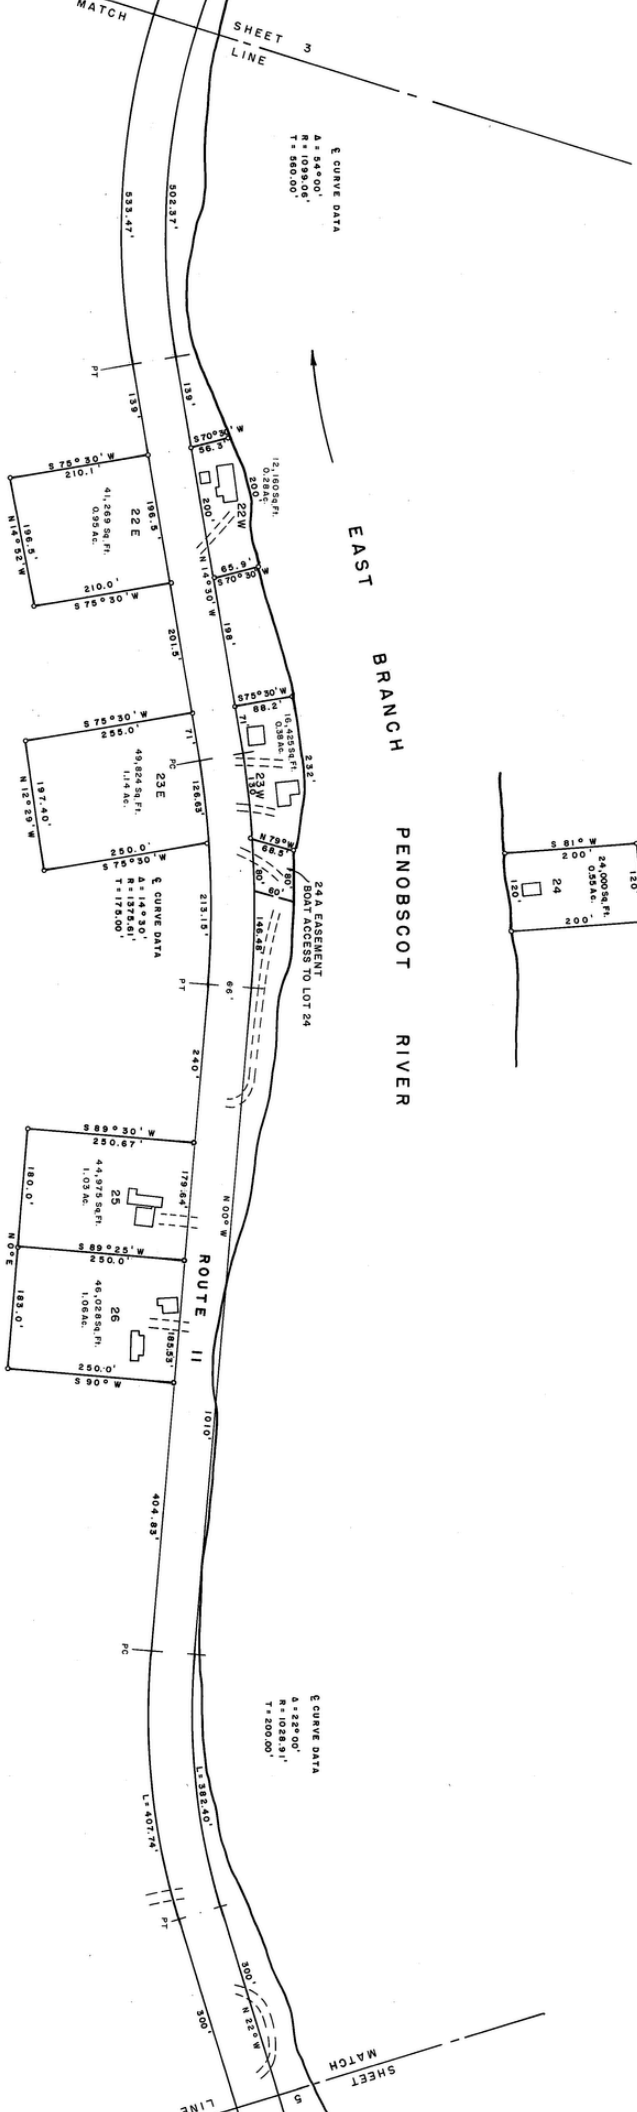 MATCH
SHEET 3
LINE
℄ CURVE DATA
Δ = 54°00'
R = 1099.06'
T = 560.00'
533.47'
502.37'
PT
139'
139'
S 70°30' W
56.3'
12,160 Sq. Ft.
0.28 Ac.
200'
22W
200'
S 75°30' W
210.1'
41,269 Sq. Ft.
0.95 Ac.
22 E
196.5'
196.5'
N 14°52' W
210.0'
S 75°30' W
N 14°30' W
65.9'
S 70°30' W
201.5'
198'
EAST BRANCH PENOBSCOT RIVER
S 75°30' W
88.2'
16,425 Sq. Ft.
0.38 Ac.
71'
232'
23W
130'
S 75°30' W
255.0'
71'
PC
23 E
49,824 Sq. Ft.
1.14 Ac.
126.63'
197.40'
N 12°29' W
250.0'
S 75°30' W
N 79° W
68.5'
80'
80'
60'
24 A EASEMENT
BOAT ACCESS TO LOT 24
S 81° W
200'
24,000 Sq. Ft.
0.55 Ac.
24
120'
120'
200'
℄ CURVE DATA
Δ = 14°30'
R = 1375.61'
T = 175.00'
213.15'
146.48'
PT
66'
240'
S 89°30' W
250.67'
25
44,975 Sq. Ft.
1.03 Ac.
179.64'
180.0'
N 00° W
S 89°25' W
250.0'
N 0° E
26
46,028 Sq. Ft.
1.06 Ac.
183.0'
185.53'
ROUTE 11
250.0'
S 90° W
1010'
404.83'
PC
℄ CURVE DATA
Δ = 22°00'
R = 1028.91'
T = 200.00'
L = 382.40'
L = 407.74'
PT
300'
N 22° W
300'
MATCH
SHEET 5
LINE